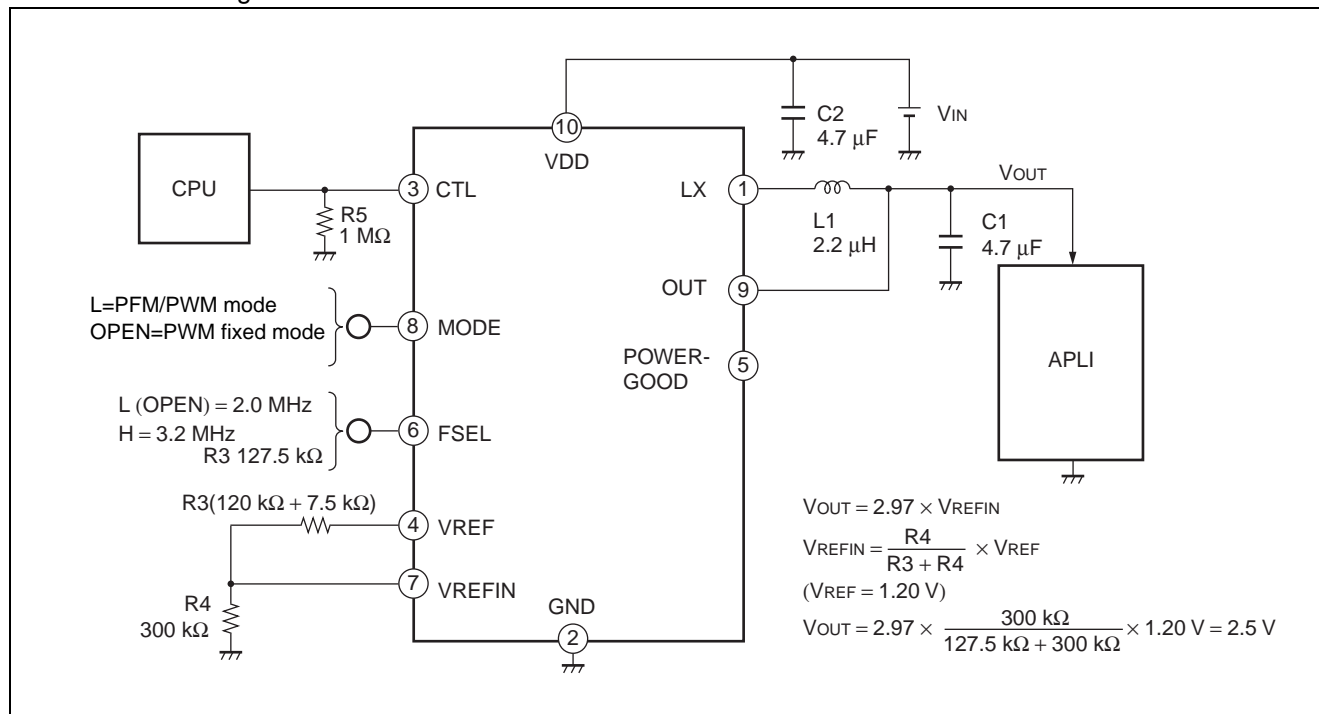 C2
4.7 μF
VIN
10
VDD
CPU
3
CTL
R5
1 MΩ
LX
1
L1
2.2 μH
VOUT
C1
4.7 μF
OUT
9
L=PFM/PWM mode
OPEN=PWM fixed mode
8
MODE
POWER-
GOOD
5
APLI
L (OPEN) = 2.0 MHz
H = 3.2 MHz
R3 127.5 kΩ
6
FSEL
R3(120 kΩ + 7.5 kΩ)
4
VREF
7
VREFIN
R4
300 kΩ
GND
2
VOUT = 2.97 × VREFIN
VREFIN = R4 / R3 + R4 × VREF
(VREF = 1.20 V)
VOUT = 2.97 × 300 kΩ / 127.5 kΩ + 300 kΩ × 1.20 V = 2.5 V